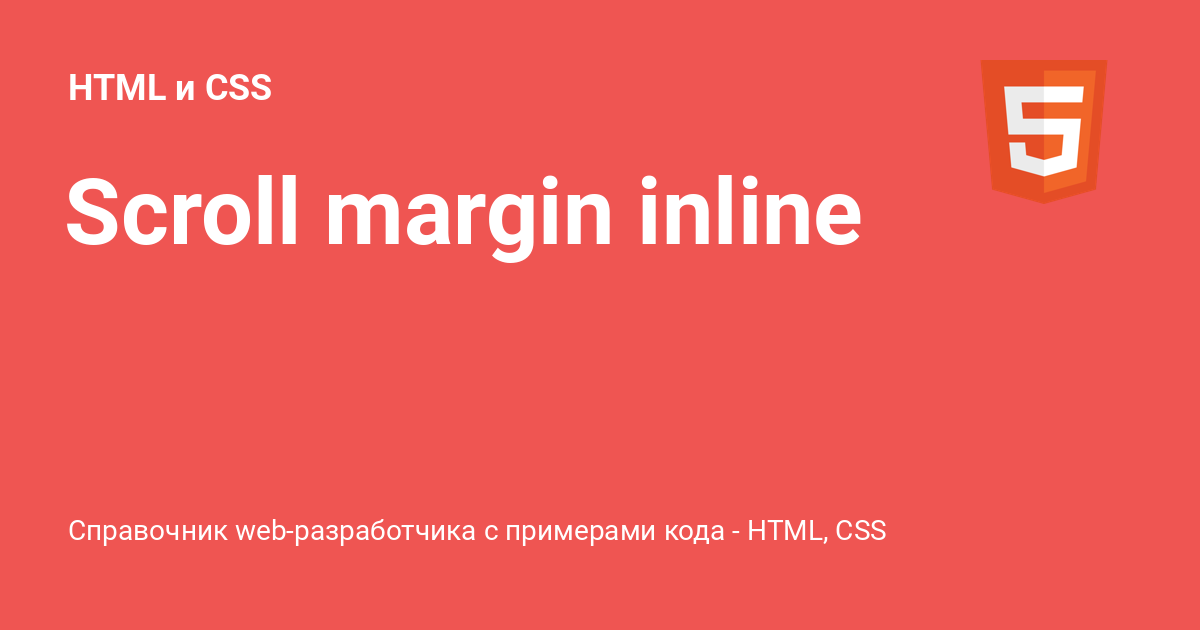 HTML и CSS
Scroll margin inline
Справочник web-разработчика с примерами кода - HTML, CSS